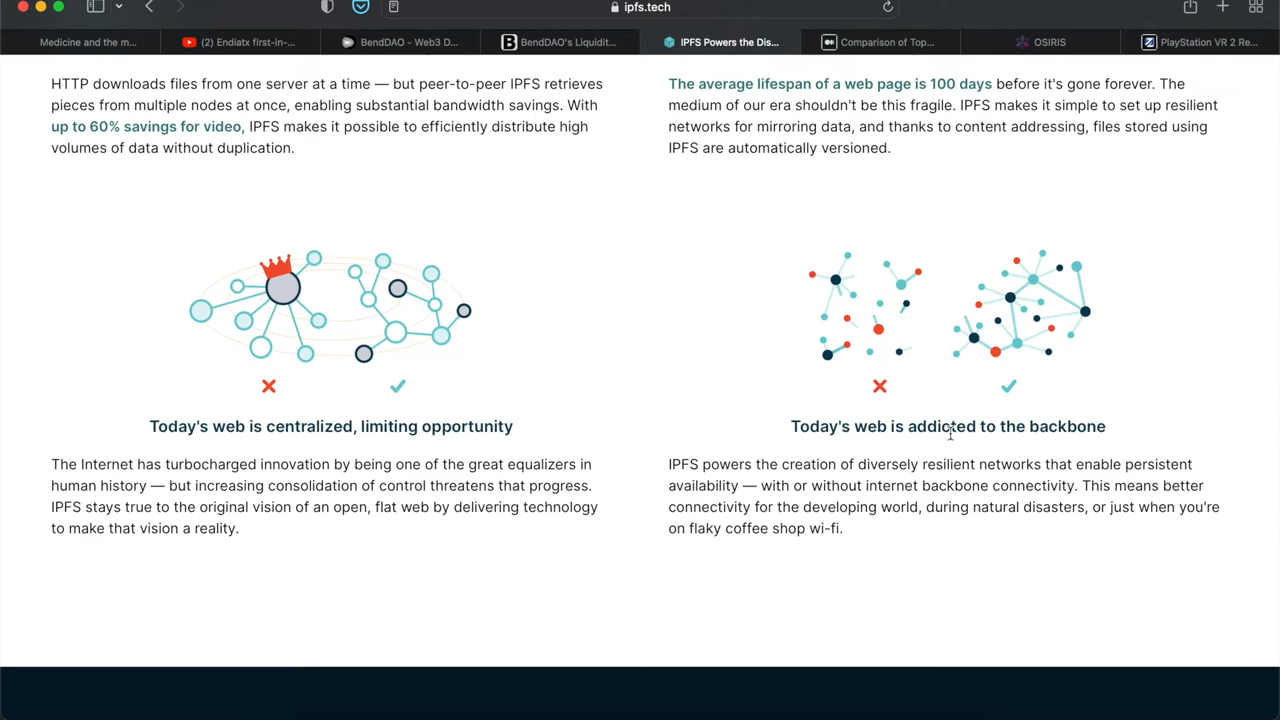 ipfs.tech
Medicine and the m...
(2) Endiatx first-in-...
BendDAO - Web3 D...
BendDAO's Liquidit...
IPFS Powers the Dis...
Comparison of Top...
OSIRIS
PlayStation VR 2 Re...
HTTP downloads files from one server at a time — but peer-to-peer IPFS retrieves
pieces from multiple nodes at once, enabling substantial bandwidth savings. With
up to 60% savings for video, IPFS makes it possible to efficiently distribute high
volumes of data without duplication.
The average lifespan of a web page is 100 days before it's gone forever. The
medium of our era shouldn't be this fragile. IPFS makes it simple to set up resilient
networks for mirroring data, and thanks to content addressing, files stored using
IPFS are automatically versioned.
Today's web is centralized, limiting opportunity
The Internet has turbocharged innovation by being one of the great equalizers in
human history — but increasing consolidation of control threatens that progress.
IPFS stays true to the original vision of an open, flat web by delivering technology
to make that vision a reality.
Today's web is addicted to the backbone
IPFS powers the creation of diversely resilient networks that enable persistent
availability — with or without internet backbone connectivity. This means better
connectivity for the developing world, during natural disasters, or just when you're
on flaky coffee shop wi-fi.